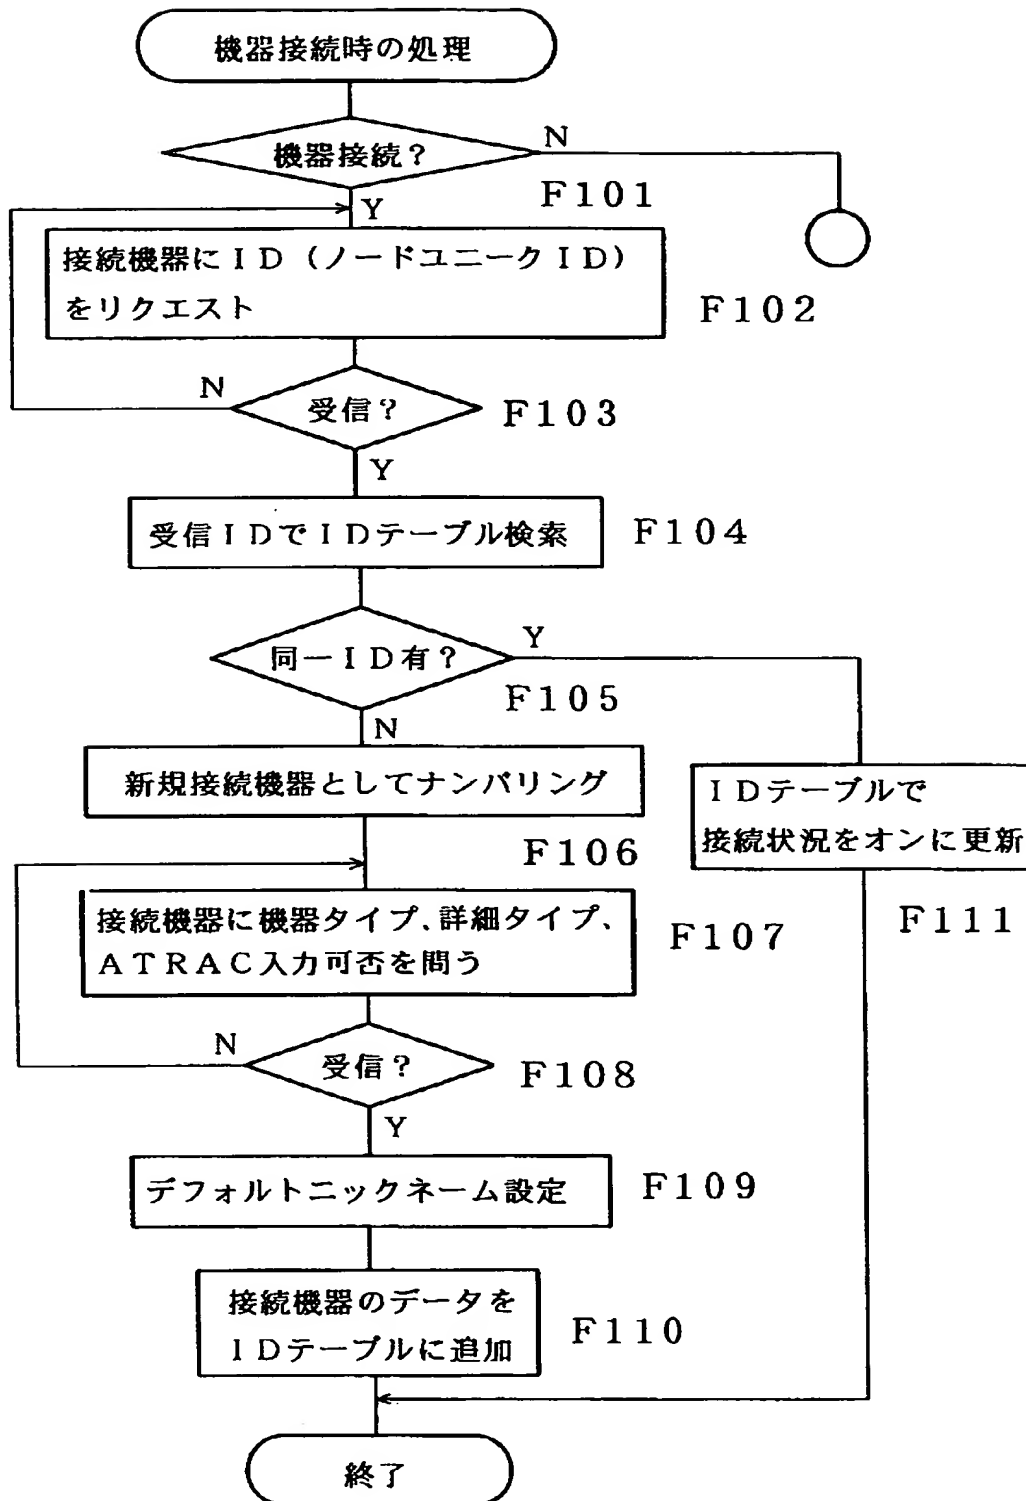 機器接続時の処理
機器接続？
N
F101
Y
接続機器にＩＤ（ノードユニークＩＤ）
をリクエスト
F102
N
受信？
F103
Y
受信ＩＤでＩＤテーブル検索
F104
同一ＩＤ有？
Y
F105
N
新規接続機器としてナンバリング
F106
ＩＤテーブルで
接続状況をオンに更新
F111
接続機器に機器タイプ、詳細タイプ、
ＡＴＲＡＣ入力可否を問う
F107
N
受信？
F108
Y
デフォルトニックネーム設定
F109
接続機器のデータを
ＩＤテーブルに追加
F110
終了